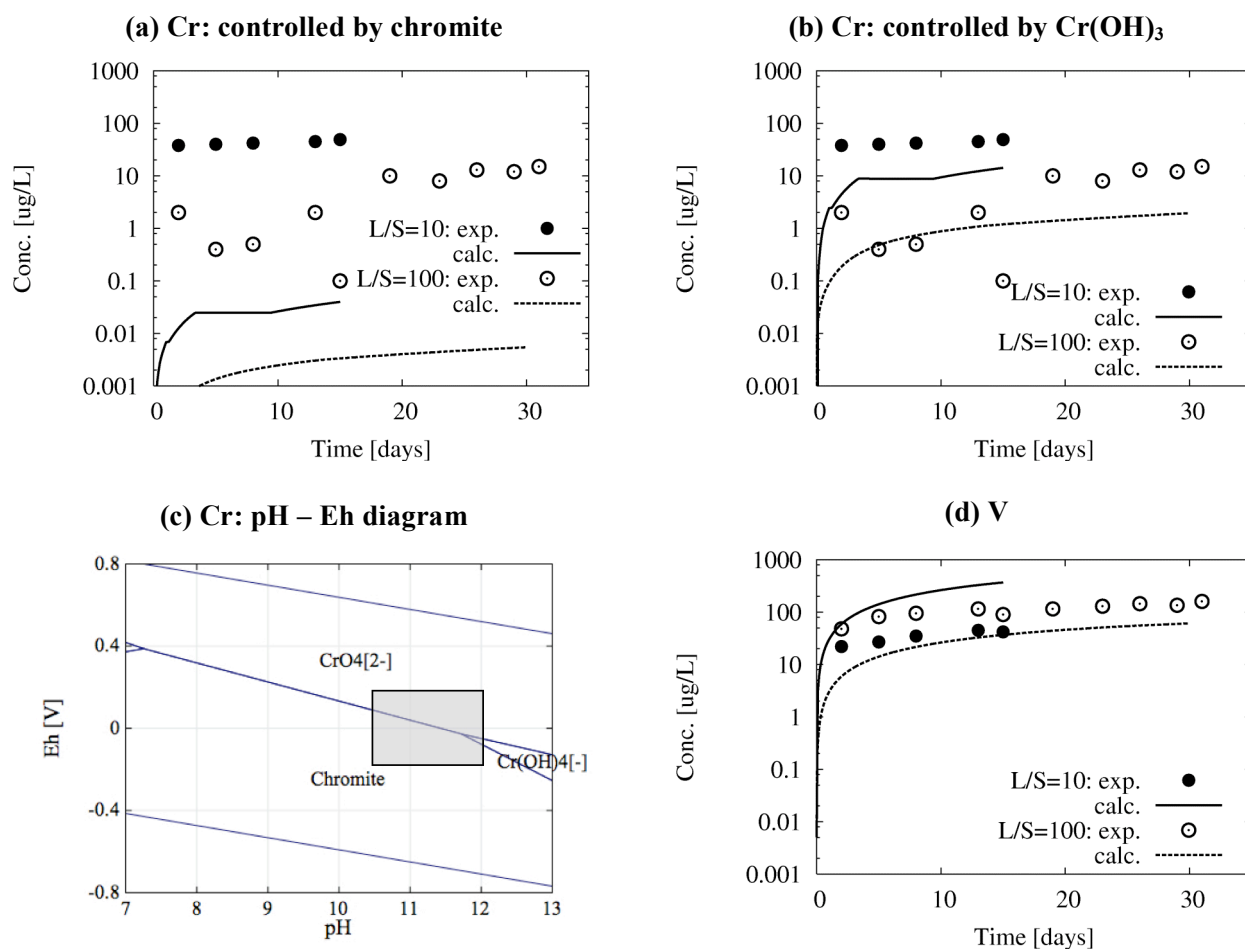 (a) Cr: controlled by chromite
1000
100
10
1
0.1
0.01
0.001
Conc. [ug/L]
L/S=10: exp.
calc.
L/S=100: exp.
calc.
0 10 20 30
Time [days]
(b) Cr: controlled by Cr(OH)₃
1000
100
10
1
0.1
0.01
0.001
Conc. [ug/L]
L/S=10: exp.
calc.
L/S=100: exp.
calc.
0 10 20 30
Time [days]
(c) Cr: pH – Eh diagram
0.8
0.4
0
-0.4
-0.8
Eh [V]
CrO4[2-]
Cr(OH)4[-]
Chromite
7 8 9 10 11 12 13
pH
(d) V
1000
100
10
1
0.1
0.01
0.001
Conc. [ug/L]
L/S=10: exp.
calc.
L/S=100: exp.
calc.
0 10 20 30
Time [days]